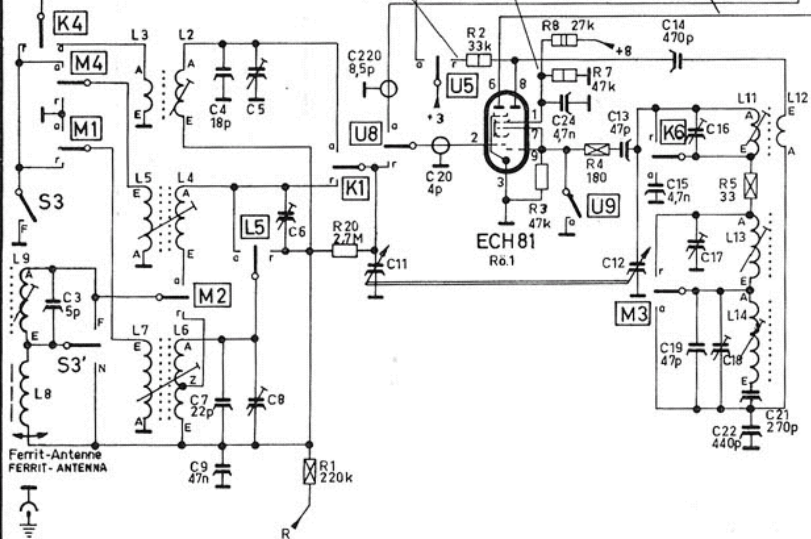 K4
r
a
L3
L2
M4
a
A
E
A
E
C4
18p
C5
r
a
M1
r
C220
8,5p
a
U8
r
a
U5
+3
R2
33k
R8 27k
+8
R7
47k
C14
470p
6
8
1
2
7
9
3
C24
4,7n
C13
47p
C20
4p
R4
180
R3
47k
U9
a
ECH 81
Rö.1
L11
L12
A
E
E
A
r
K6
C16
a
C15
4,7n
R5
33
S3
F
L5
L4
E
A
A
E
a
C6
L5
a
r
a
r
K1
R20
2,7M
C11
C12
A
L13
E
C17
r
M3
a
L9
A
E
C3
5p
F
M2
S3'
N
L8
L7
L6
r
E
A
A
Z
E
C7
22p
C8
C9
47n
R1
220k
R
A
L14
E
C19
47p
C18
C21
270p
C22
440p
Ferrit-Antenne
FERRIT-ANTENNA